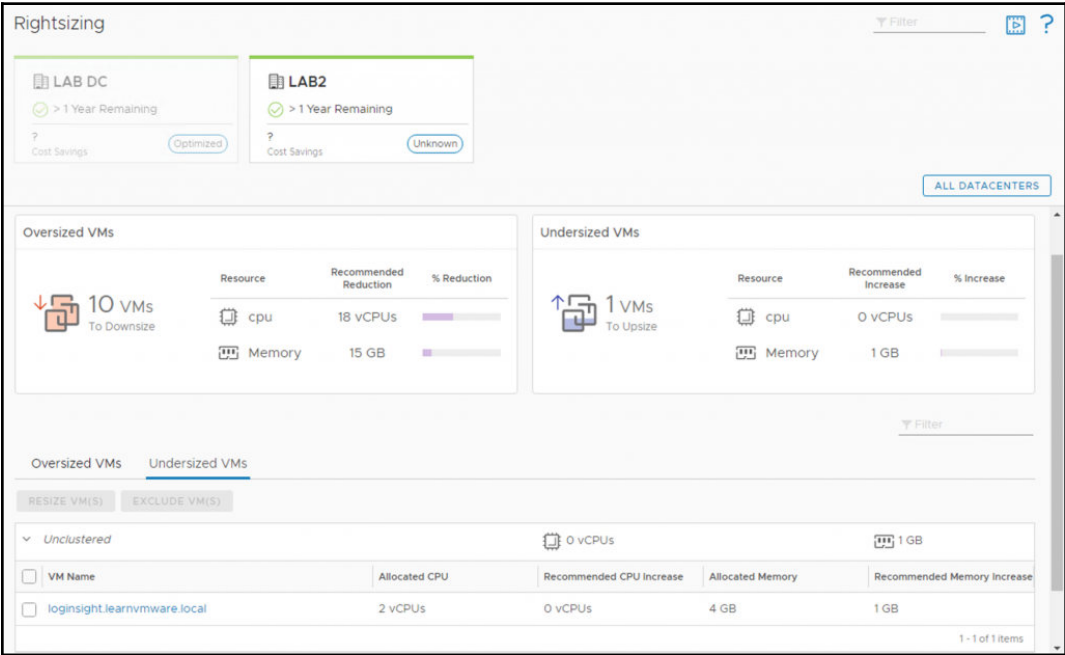 Rightsizing
Filter
?
LAB DC
> 1 Year Remaining
?
Cost Savings
Optimized
LAB2
> 1 Year Remaining
?
Cost Savings
Unknown
ALL DATACENTERS
Oversized VMs
10 VMs
To Downsize
Resource Recommended Reduction % Reduction
cpu 18 vCPUs
Memory 15 GB
Undersized VMs
1 VMs
To Upsize
Resource Recommended Increase % Increase
cpu 0 vCPUs
Memory 1 GB
Filter
Oversized VMs Undersized VMs
RESIZE VM(S) EXCLUDE VM(S)
Unclustered 0 vCPUs 1 GB
VM Name Allocated CPU Recommended CPU Increase Allocated Memory Recommended Memory Increase
loginsight.learnvmware.local 2 vCPUs 0 vCPUs 4 GB 1 GB
1 - 1 of 1 items